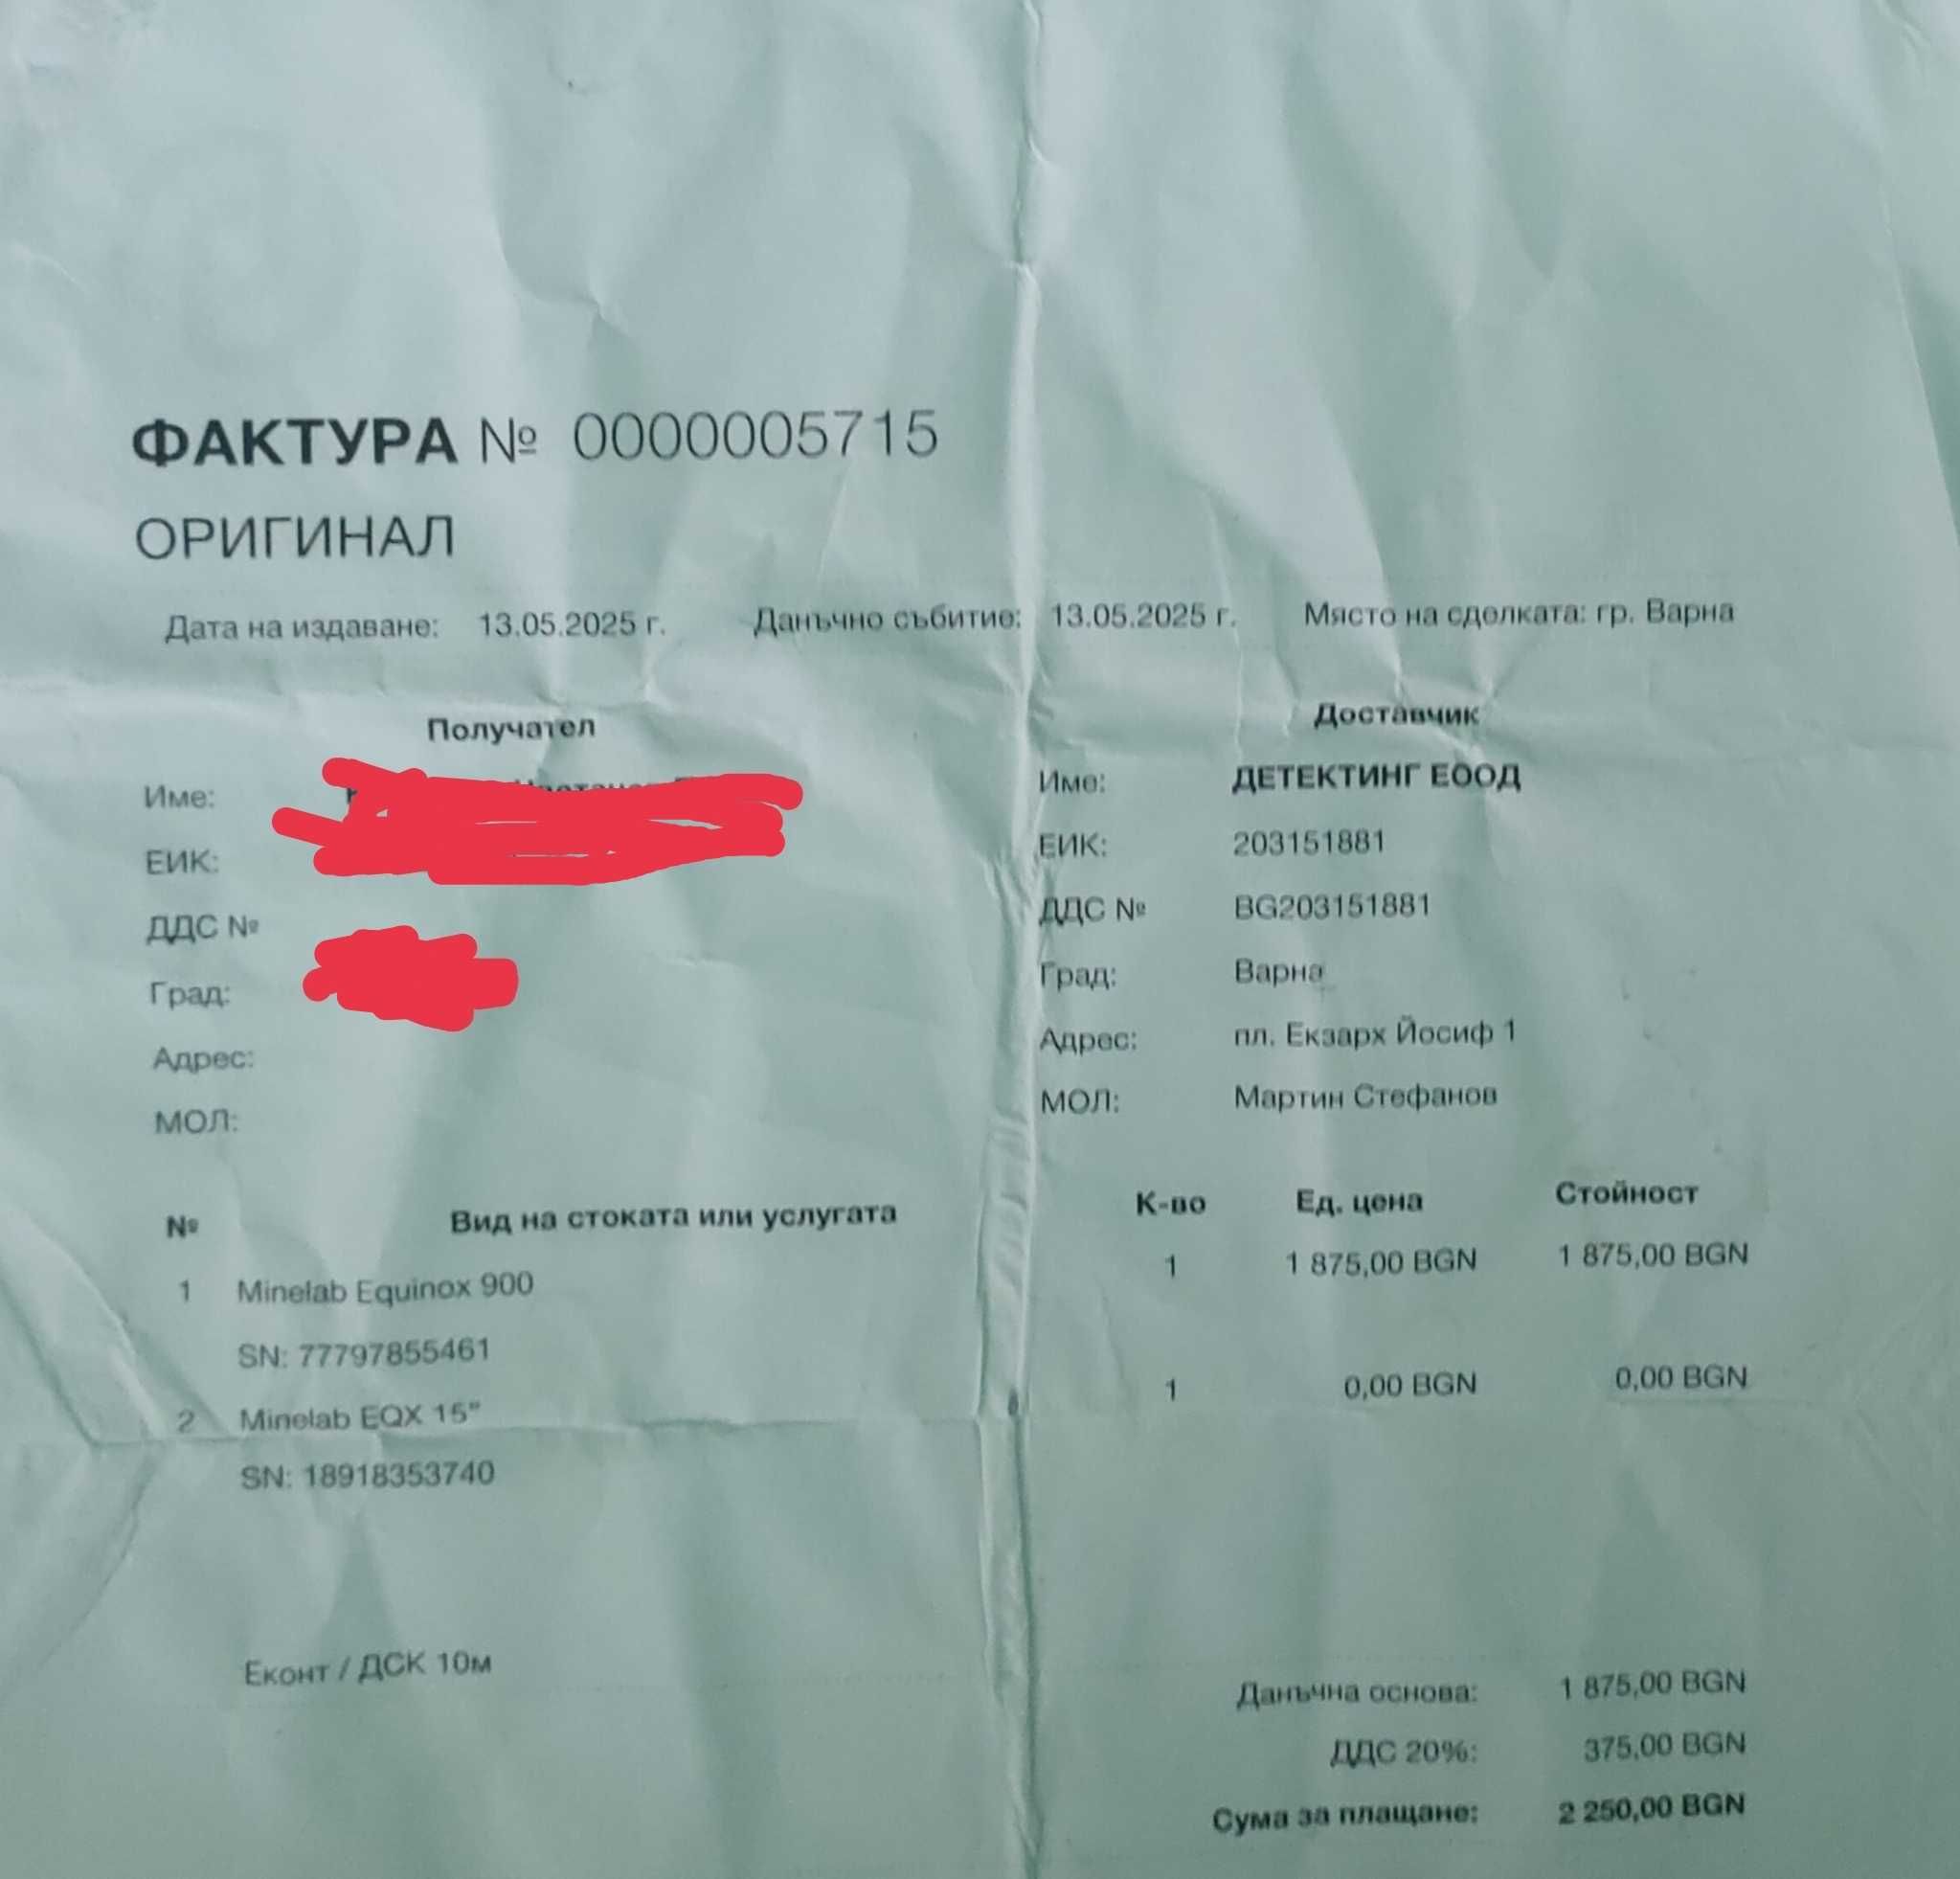 ФАКТУРА № 0000005715
ОРИГИНАЛ
Дата на издаване: 13.05.2025 г. Данъчно събитие: 13.05.2025 г. Място на сделката: гр. Варна
Получател
Име:
ЕИК:
ДДС №
Град:
Адрес:
МОЛ:
Доставчик
Име: ДЕТЕКТИНГ ЕООД
ЕИК: 203151881
ДДС № BG203151881
Град: Варна
Адрес: пл. Екзарх Йосиф 1
МОЛ: Мартин Стефанов
№ Вид на стоката или услугата К-во Ед. цена Стойност
1 Minelab Equinox 900 1 1 875,00 BGN 1 875,00 BGN
SN: 77797855461
2 Minelab EQX 15" 1 0,00 BGN 0,00 BGN
SN: 18918353740
Еконт / ДСК 10м
Данъчна основа: 1 875,00 BGN
ДДС 20%: 375,00 BGN
Сума за плащане: 2 250,00 BGN